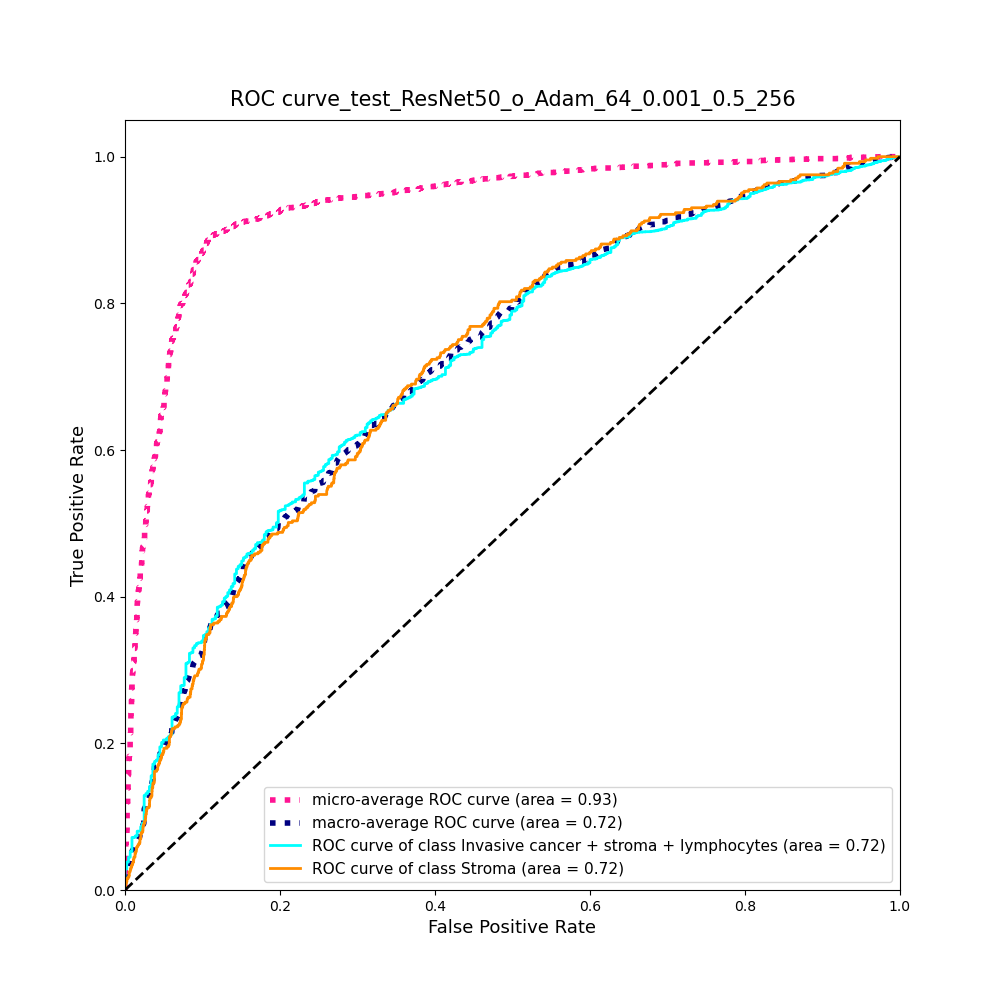 ROC curve_test_ResNet50_o_Adam_64_0.001_0.5_256
True Positive Rate
1.0
0.8
0.6
0.4
0.2
0.0
micro-average ROC curve (area = 0.93)
macro-average ROC curve (area = 0.72)
ROC curve of class Invasive cancer + stroma + lymphocytes (area = 0.72)
ROC curve of class Stroma (area = 0.72)
0.0 0.2 0.4 0.6 0.8 1.0
False Positive Rate